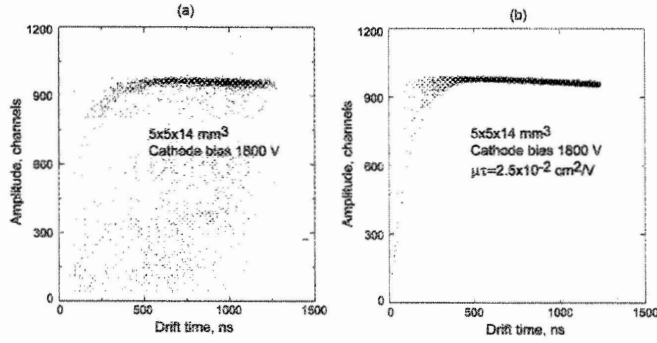 (a)
1200
900
600
300
0
Amplitude, channels
5x5x14 mm³
Cathode bias 1800 V
0 500 1000 1500
Drift time, ns
(b)
1200
900
600
300
0
Amplitude, channels
5x5x14 mm³
Cathode bias 1800 V
μτ=2.5x10⁻² cm²/V
0 500 1000 1500
Drift time, ns